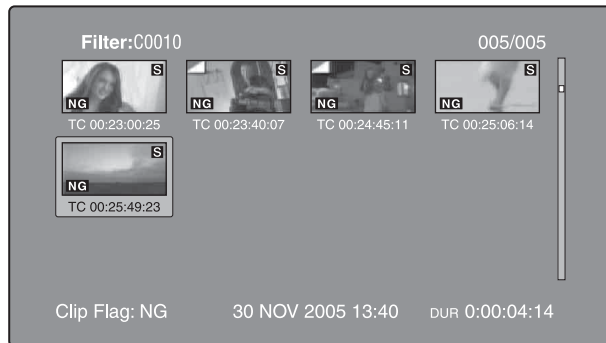 Filter:C0010 005/005
S S S S
NG NG NG NG
TC 00:23:00:25 TC 00:23:40:07 TC 00:24:45:11 TC 00:25:06:14
S
NG
TC 00:25:49:23
Clip Flag: NG 30 NOV 2005 13:40 DUR 0:00:04:14